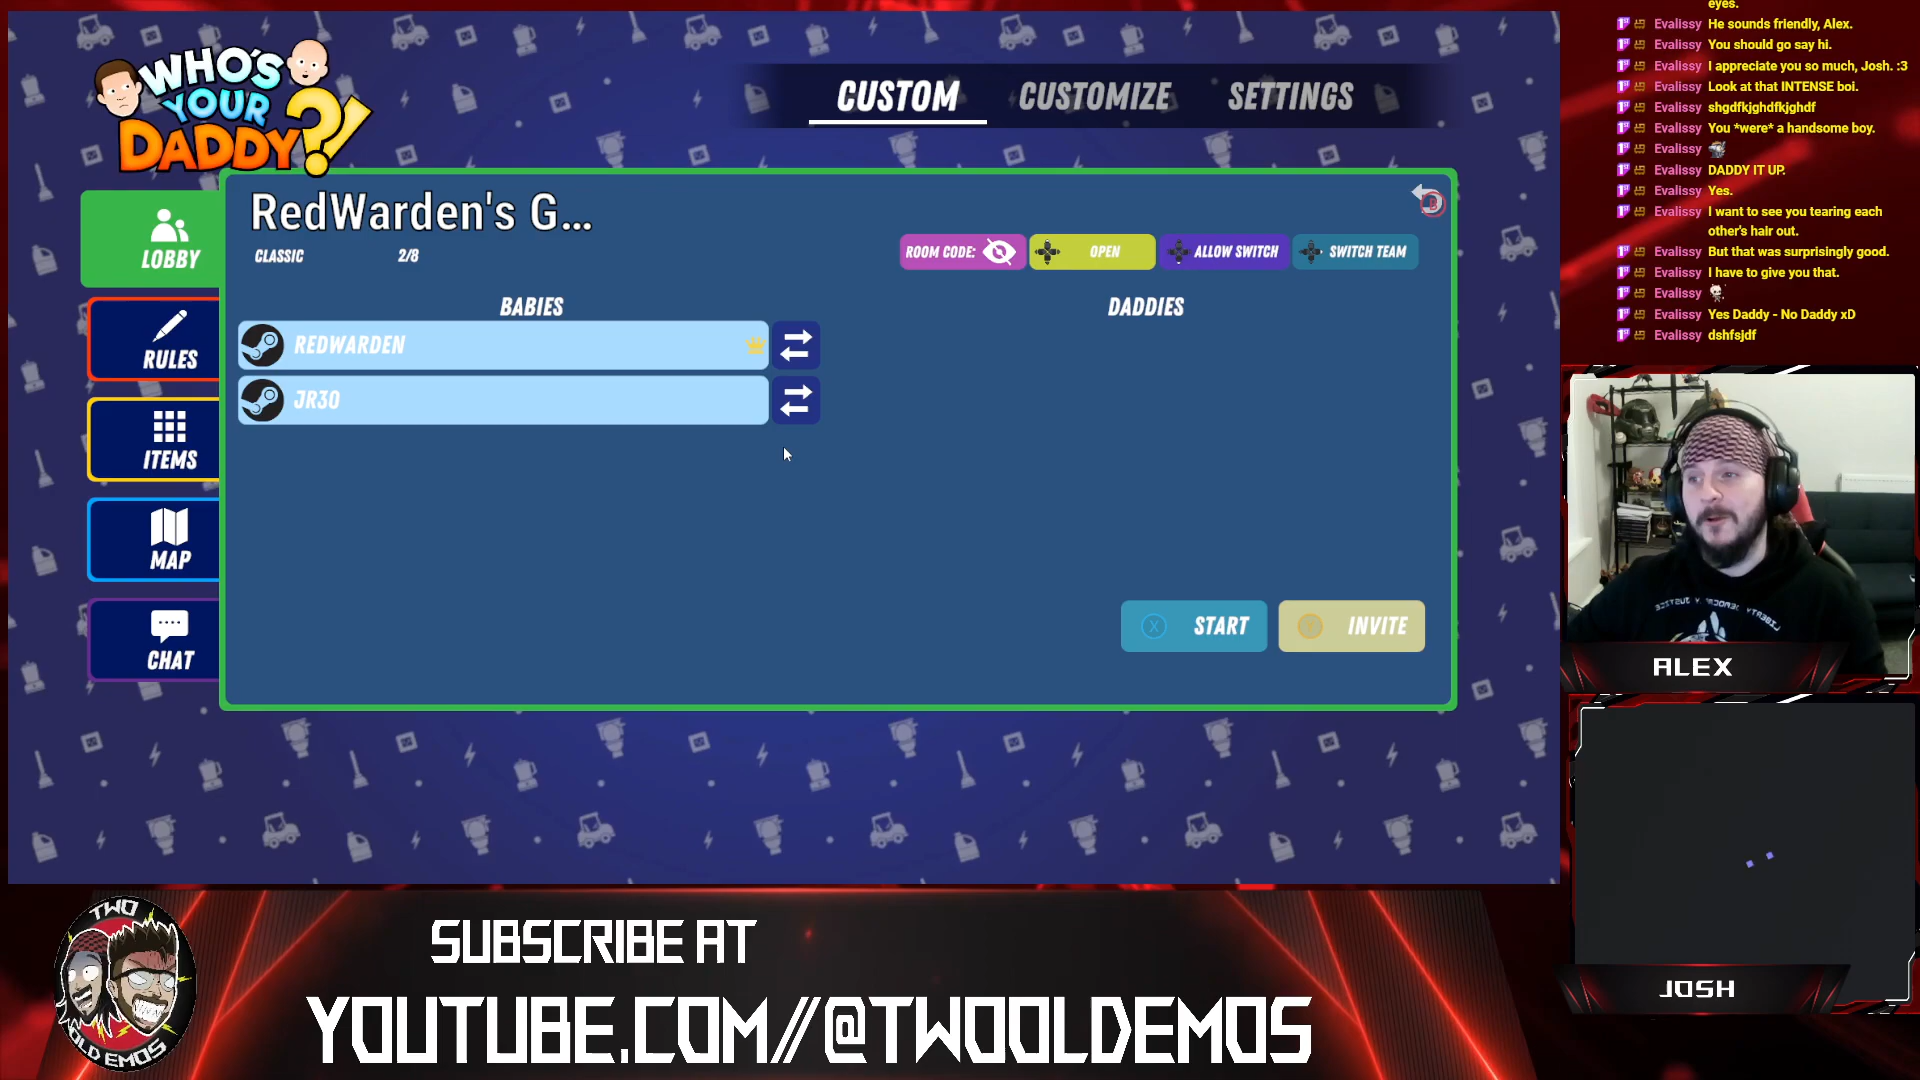 WHO'S
YOUR
DADDY?!
CUSTOM
CUSTOMIZE
SETTINGS
RedWarden's G...
CLASSIC
2/8
ROOM CODE:
OPEN
ALLOW SWITCH
SWITCH TEAM
LOBBY
RULES
ITEMS
MAP
CHAT
BABIES
DADDIES
REDWARDEN
JR30
X START
INVITE
B
eyes.
Evalissy He sounds friendly, Alex.
Evalissy You should go say hi.
Evalissy I appreciate you so much, Josh. :3
Evalissy Look at that INTENSE boi.
Evalissy shgdfkjghdfkjghdf
Evalissy You *were* a handsome boy.
Evalissy
Evalissy DADDY IT UP.
Evalissy Yes.
Evalissy I want to see you tearing each
other's hair out.
Evalissy But that was surprisingly good.
Evalissy I have to give you that.
Evalissy
Evalissy Yes Daddy - No Daddy xD
Evalissy dshfsjdf
ALEX
JOSH
TWO
OLD EMOS
SUBSCRIBE AT
YOUTUBE.COM//@TWOOLDEMOS